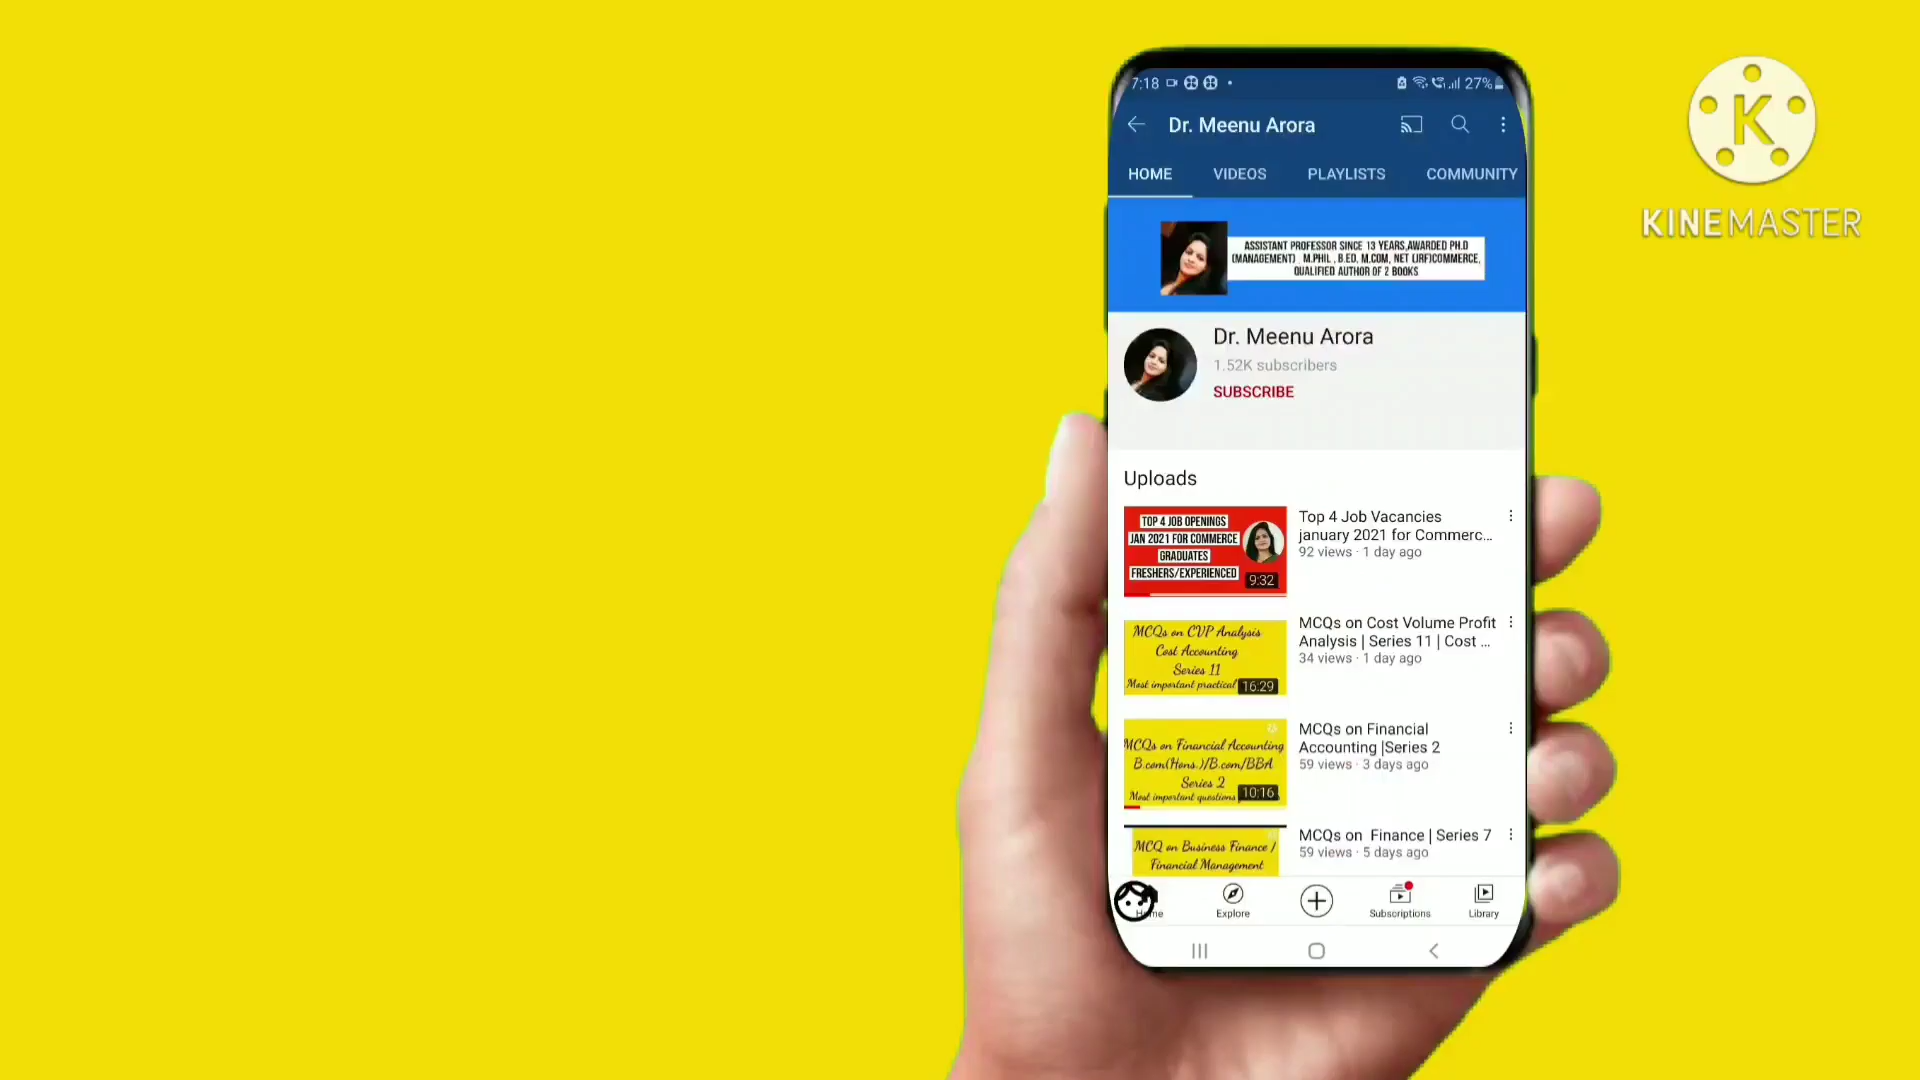 7:18
27%
Dr. Meenu Arora
HOME VIDEOS PLAYLISTS COMMUNITY
ASSISTANT PROFESSOR SINCE 13 YEARS,AWARDED PH.D
(MANAGEMENT) , M.PHIL , B.ED, M.COM, NET (JRF)COMMERCE,
QUALIFIED AUTHOR OF 2 BOOKS
Dr. Meenu Arora
1.52K subscribers
SUBSCRIBE
Uploads
TOP 4 JOB OPENINGS
JAN 2021 FOR COMMERCE
GRADUATES
FRESHERS/EXPERIENCED
9:32
Top 4 Job Vacancies
january 2021 for Commerc...
92 views · 1 day ago
MCQs on CVP Analysis
Cost Accounting
Series 11
Most important practical
16:29
MCQs on Cost Volume Profit
Analysis | Series 11 | Cost ...
34 views · 1 day ago
MCQs on Financial Accounting
B.com(Hons.)/B.com/BBA
Series 2
Most important questions
10:16
MCQs on Financial
Accounting |Series 2
59 views · 3 days ago
MCQ on Business Finance /
Financial Management
MCQs on Finance | Series 7
59 views · 5 days ago
Home Explore Subscriptions Library
K
KINEMASTER